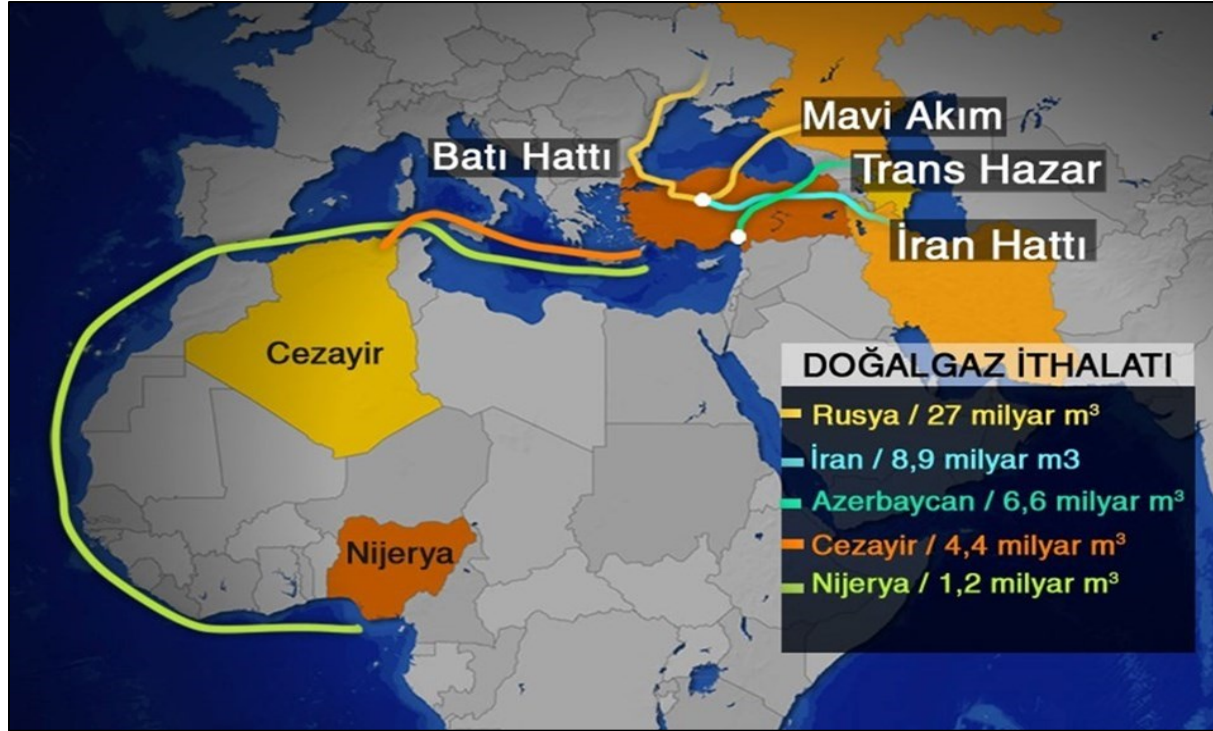 Mavi Akım
Batı Hattı
Trans Hazar
İran Hattı
Cezayir
Nijerya
DOĞALGAZ İTHALATI
Rusya / 27 milyar m³
İran / 8,9 milyar m3
Azerbaycan / 6,6 milyar m³
Cezayir / 4,4 milyar m³
Nijerya / 1,2 milyar m³